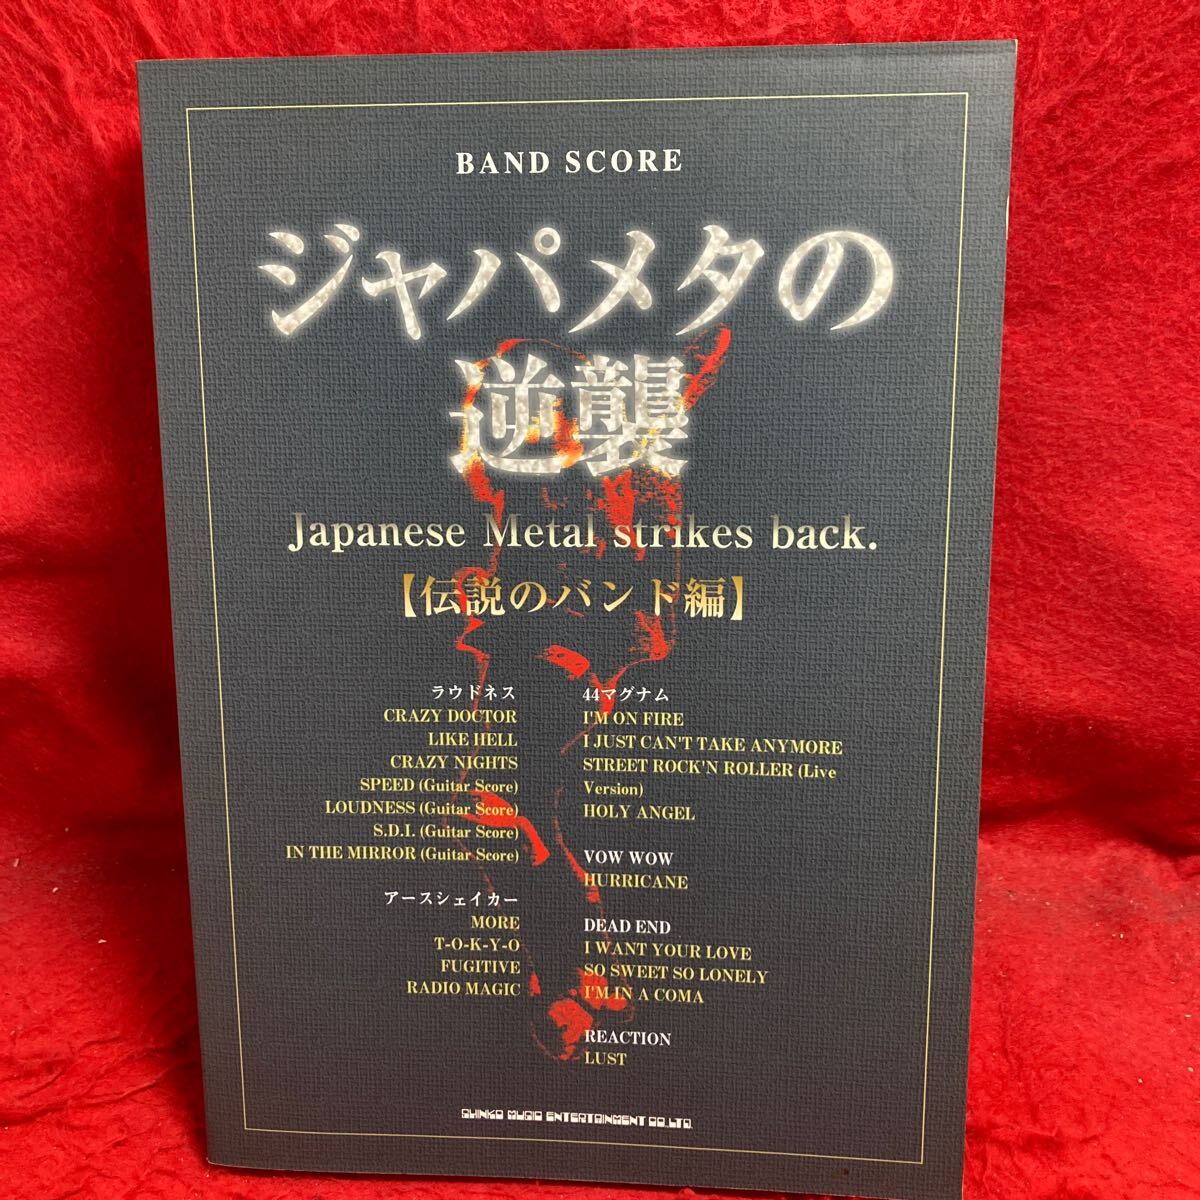 BAND SCORE
ジャパメタの
逆襲
Japanese Metal strikes back.
【伝説のバンド編】
ラウドネス
CRAZY DOCTOR
LIKE HELL
CRAZY NIGHTS
SPEED (Guitar Score)
LOUDNESS (Guitar Score)
S.D.I. (Guitar Score)
IN THE MIRROR (Guitar Score)
アースシェイカー
MORE
T-O-K-Y-O
FUGITIVE
RADIO MAGIC
44マグナム
I'M ON FIRE
I JUST CAN'T TAKE ANYMORE
STREET ROCK'N ROLLER (Live
Version)
HOLY ANGEL
VOW WOW
HURRICANE
DEAD END
I WANT YOUR LOVE
SO SWEET SO LONELY
I'M IN A COMA
REACTION
LUST
SHINKO MUSIC ENTERTAINMENT CO.,LTD.